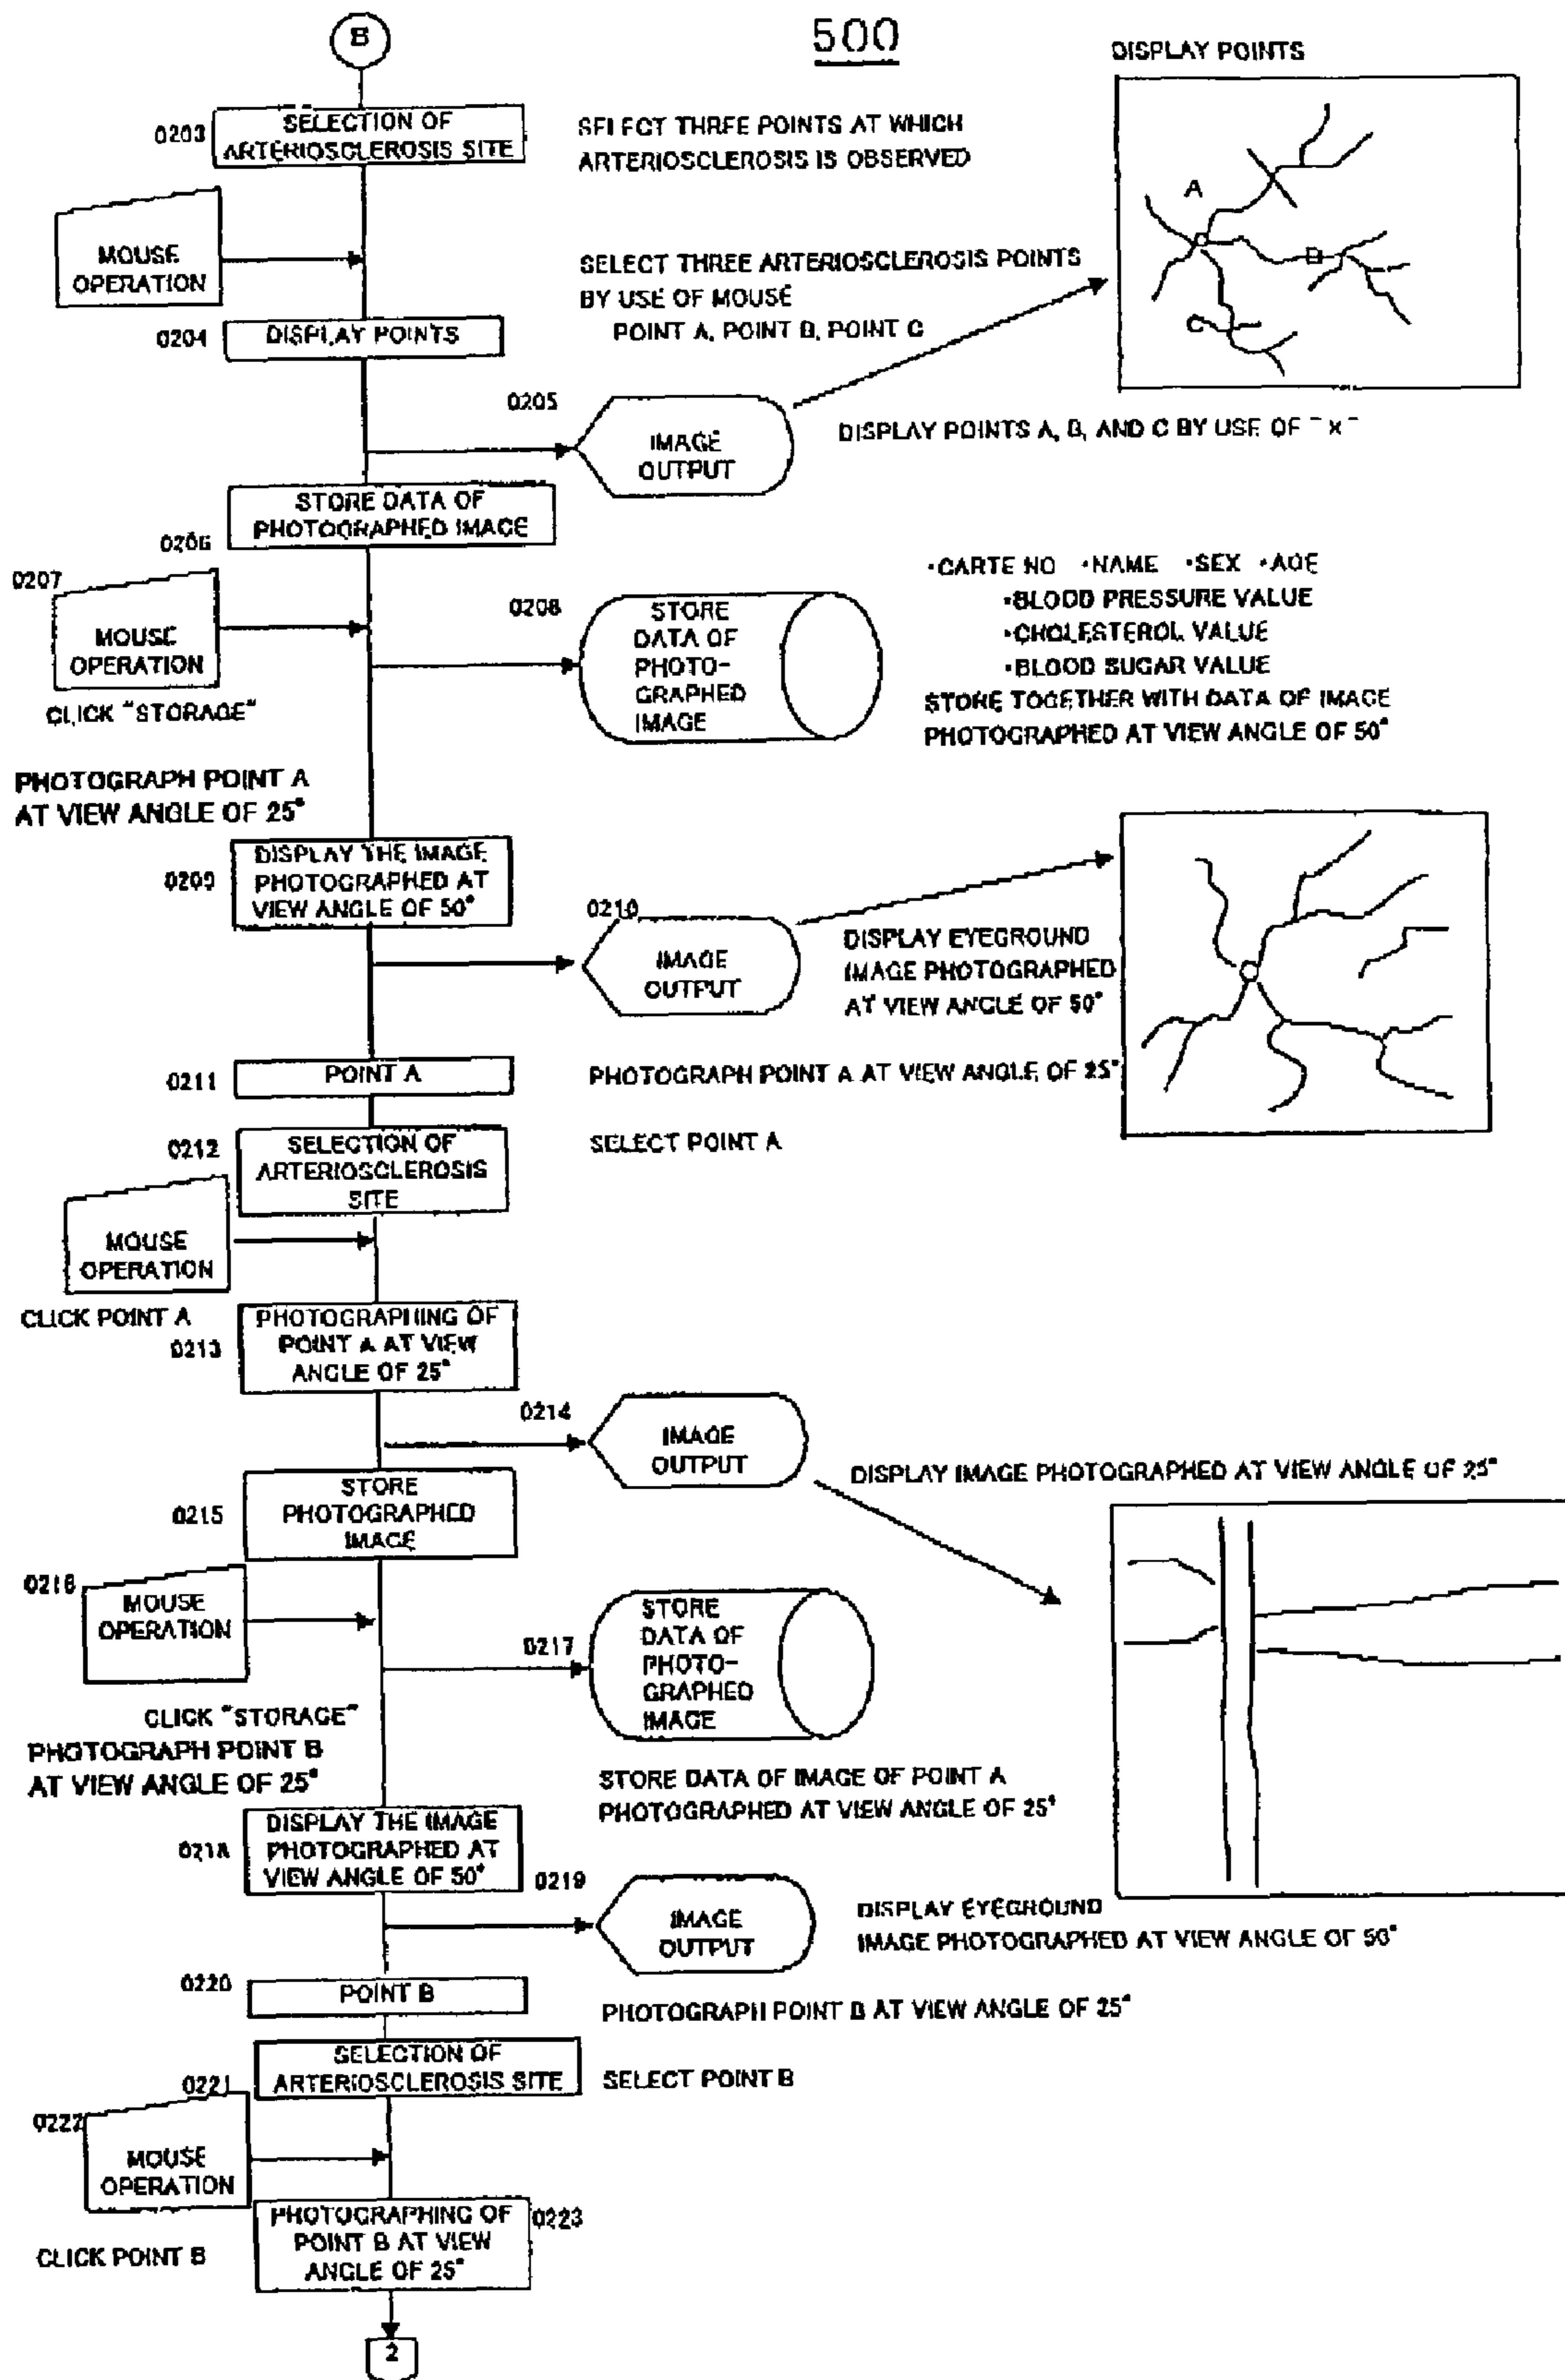 B
500
DISPLAY POINTS
0203
SELECTION OF
ARTERIOSCLEROSIS SITE
SELECT THREE POINTS AT WHICH
ARTERIOSCLEROSIS IS OBSERVED
A
B
C
MOUSE
OPERATION
SELECT THREE ARTERIOSCLEROSIS POINTS
BY USE OF MOUSE
POINT A, POINT B, POINT C
0204
DISPLAY POINTS
0205
IMAGE
OUTPUT
DISPLAY POINTS A, B, AND C BY USE OF "X"
STORE DATA OF
PHOTOGRAPHED IMAGE
0206
0207
MOUSE
OPERATION
CLICK "STORAGE"
0208
STORE
DATA OF
PHOTO-
GRAPHED
IMAGE
•CARTE NO •NAME •SEX •AGE
•BLOOD PRESSURE VALUE
•CHOLESTEROL VALUE
•BLOOD SUGAR VALUE
STORE TOGETHER WITH DATA OF IMAGE
PHOTOGRAPHED AT VIEW ANGLE OF 50°
PHOTOGRAPH POINT A
AT VIEW ANGLE OF 25°
0209
DISPLAY THE IMAGE
PHOTOGRAPHED AT
VIEW ANGLE OF 50°
0210
IMAGE
OUTPUT
DISPLAY EYEGROUND
IMAGE PHOTOGRAPHED
AT VIEW ANGLE OF 50°
0211
POINT A
PHOTOGRAPH POINT A AT VIEW ANGLE OF 25°
0212
SELECTION OF
ARTERIOSCLEROSIS
SITE
SELECT POINT A
MOUSE
OPERATION
CLICK POINT A
0213
PHOTOGRAPHING OF
POINT A AT VIEW
ANGLE OF 25°
0214
IMAGE
OUTPUT
DISPLAY IMAGE PHOTOGRAPHED AT VIEW ANGLE OF 25°
0215
STORE
PHOTOGRAPHED
IMAGE
0216
MOUSE
OPERATION
CLICK "STORAGE"
0217
STORE
DATA OF
PHOTO-
GRAPHED
IMAGE
STORE DATA OF IMAGE OF POINT A
PHOTOGRAPHED AT VIEW ANGLE OF 25°
PHOTOGRAPH POINT B
AT VIEW ANGLE OF 25°
0218
DISPLAY THE IMAGE
PHOTOGRAPHED AT
VIEW ANGLE OF 50°
0219
IMAGE
OUTPUT
DISPLAY EYEGROUND
IMAGE PHOTOGRAPHED AT VIEW ANGLE OF 50°
0220
POINT B
PHOTOGRAPH POINT B AT VIEW ANGLE OF 25°
0221
SELECTION OF
ARTERIOSCLEROSIS SITE
SELECT POINT B
0222
MOUSE
OPERATION
CLICK POINT B
PHOTOGRAPHING OF
POINT B AT VIEW
ANGLE OF 25°
0223
2